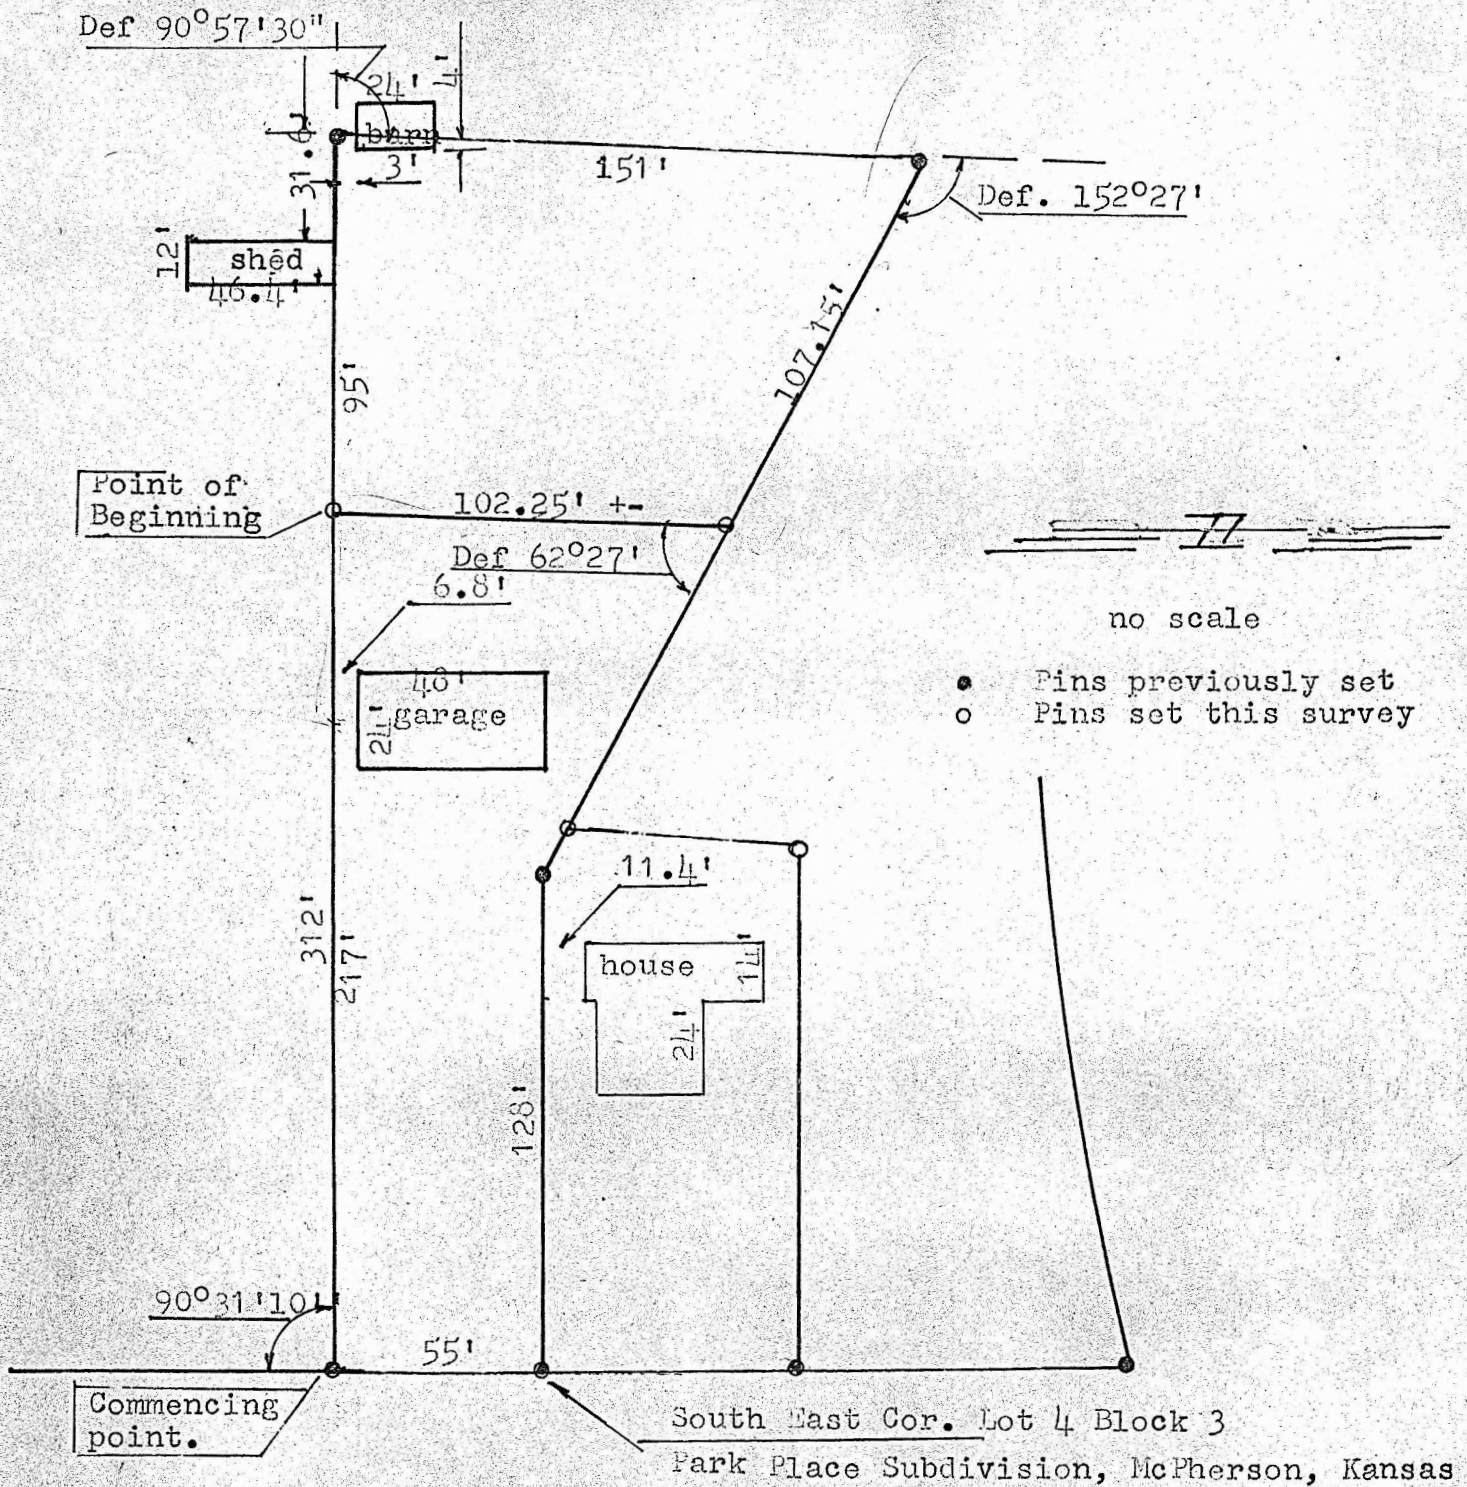 Def 90°57'30"
24'
4'
barn
3'
31.6'
151'
Def. 152°27'
12'
shed
46.4'
107.15'
95'
Point of
Beginning
102.25' +-
Def 62°27'
6.8'
no scale
Pins previously set
Pins set this survey
40'
24'
garage
11.4'
312'
217'
house
14'
24'
128'
90°31'10"
55'
Commencing
point.
South East Cor. Lot 4 Block 3
Park Place Subdivision, McPherson, Kansas